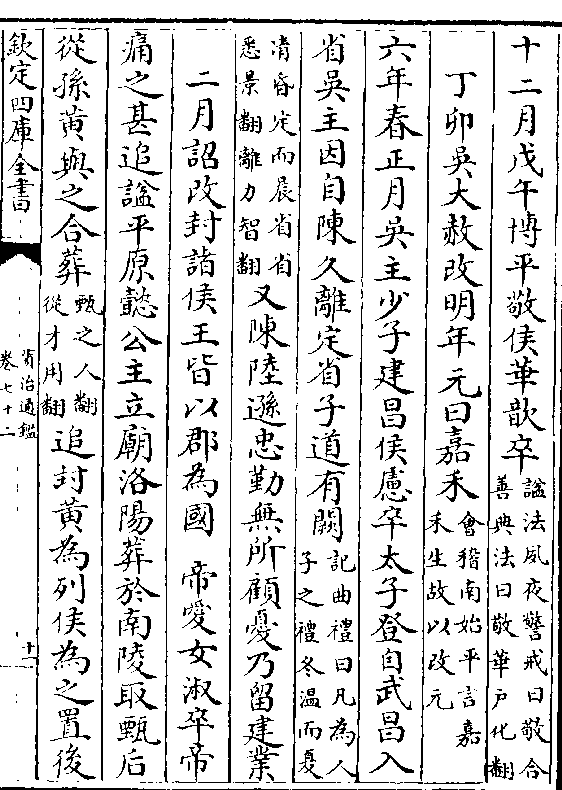 十二月戊午博平敬侯華歆卒諡法夙夜警戒曰敬合善典法曰敬華戶化翻
丁卯吳大赦改明年元曰嘉禾會稽南始平言嘉禾生故以改元
六年春正月吳主少子建昌侯慮卒太子登自武昌入
省吳主因自陳久離定省子道有闕記曲禮曰凡為人子之禮冬溫而夏
清昏定而晨省省悉景翻離力智翻又陳陸遜忠勤無所顧憂乃留建業
二月詔改封諸侯王皆以郡為國　帝愛女淑卒帝
痛之甚追諡平原懿公主立廟洛陽葬於南陵取甄后
從孫黃與之合葬甄之人翻從才用翻追封黃為列侯為之置後
欽定四庫全書
資治通鑑
卷七十二
十一